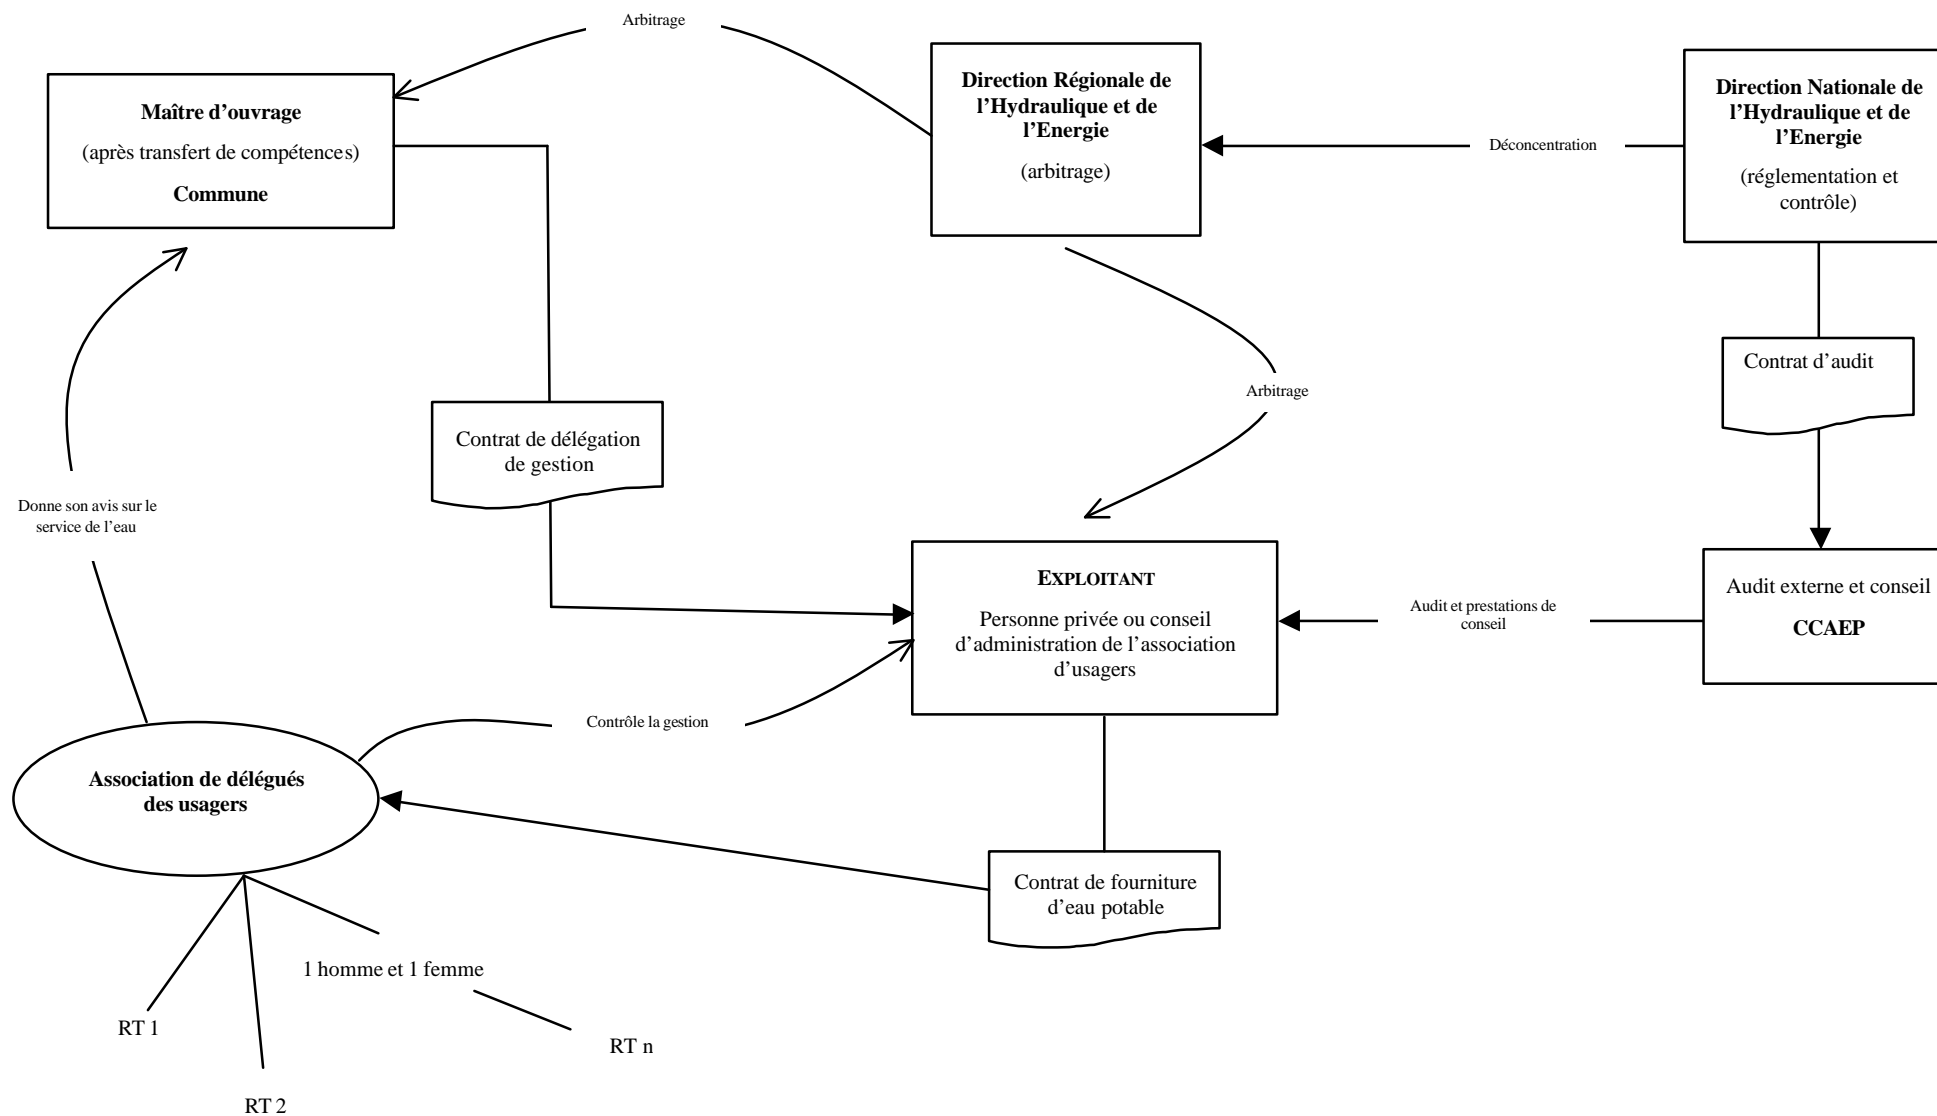 Arbitrage
Direction Régionale de
l’Hydraulique et de
l’Energie
(arbitrage)
Direction Nationale de
l’Hydraulique et de
l’Energie
(réglementation et
contrôle)
Maître d’ouvrage
(après transfert de compétences)
Commune
Déconcentration
Contrat d’audit
Arbitrage
Contrat de délégation
de gestion
Donne son avis sur le
service de l’eau
EXPLOITANT
Personne privée ou conseil
d’administration de l’association
d’usagers
Audit et prestations de
conseil
Audit externe et conseil
CCAEP
Contrôle la gestion
Association de délégués
des usagers
Contrat de fourniture
d’eau potable
1 homme et 1 femme
RT 1
RT n
RT 2